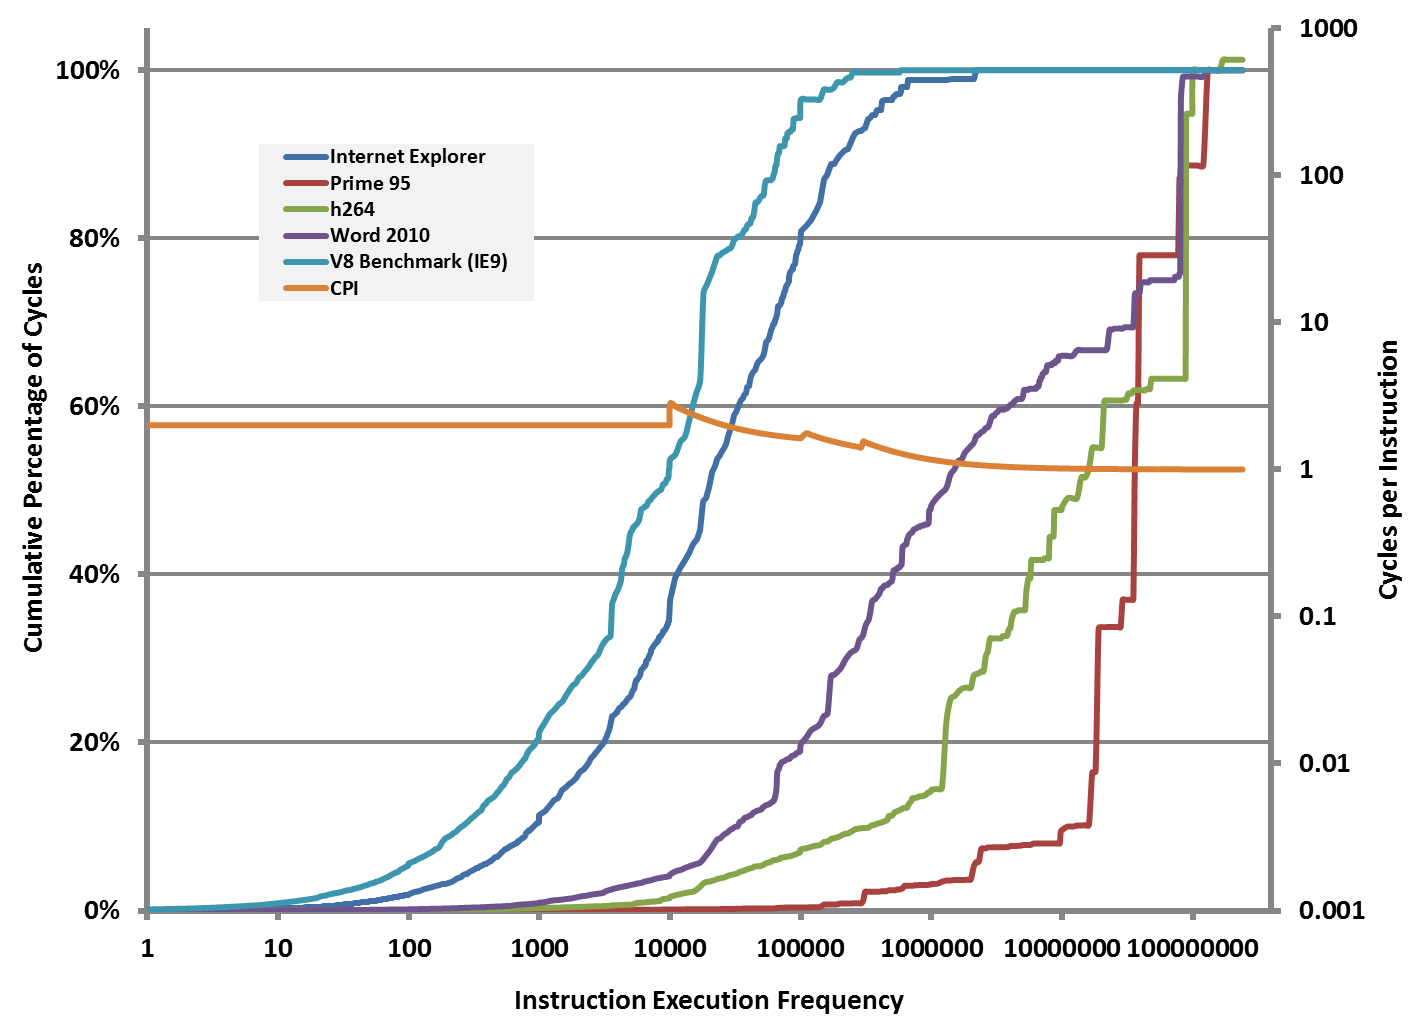 100%
80%
60%
40%
20%
0%
Cumulative Percentage of Cycles
Internet Explorer
Prime 95
h264
Word 2010
V8 Benchmark (IE9)
CPI
1000
100
10
1
0.1
0.01
0.001
Cycles per Instruction
1 10 100 1000 10000 100000 1000000 10000000 100000000
Instruction Execution Frequency